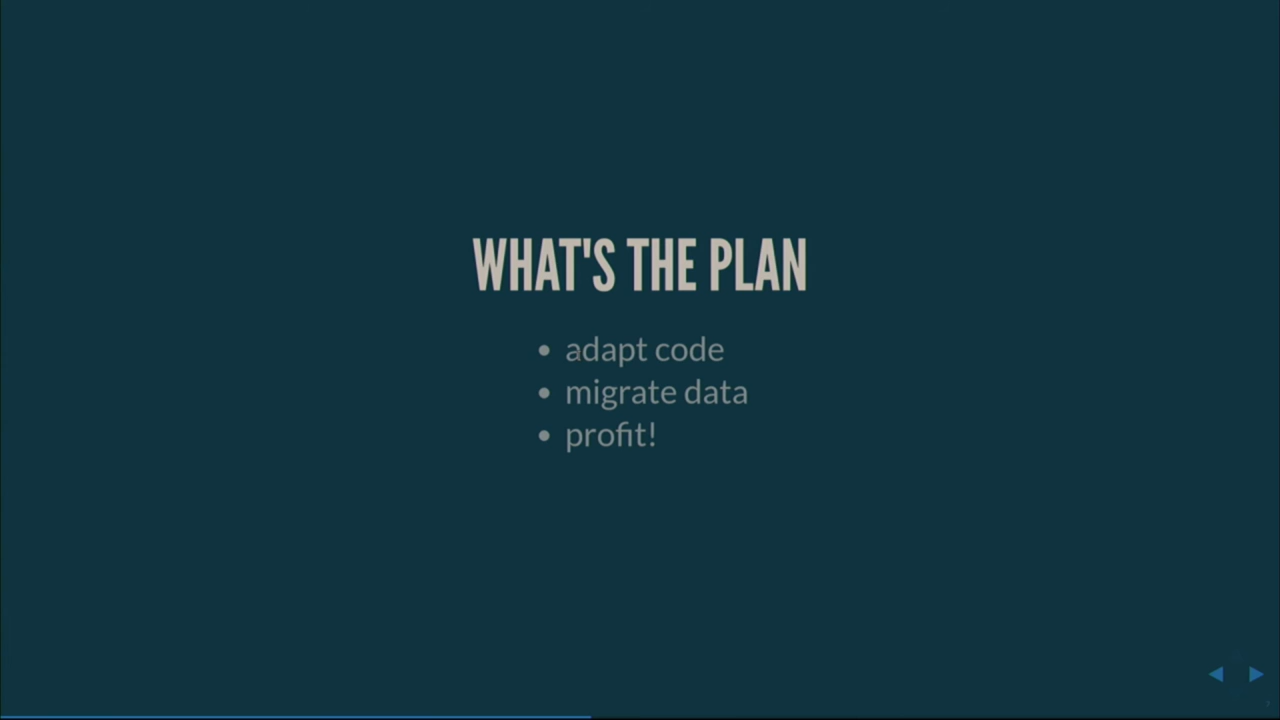 WHAT'S THE PLAN
• adapt code
• migrate data
• profit!